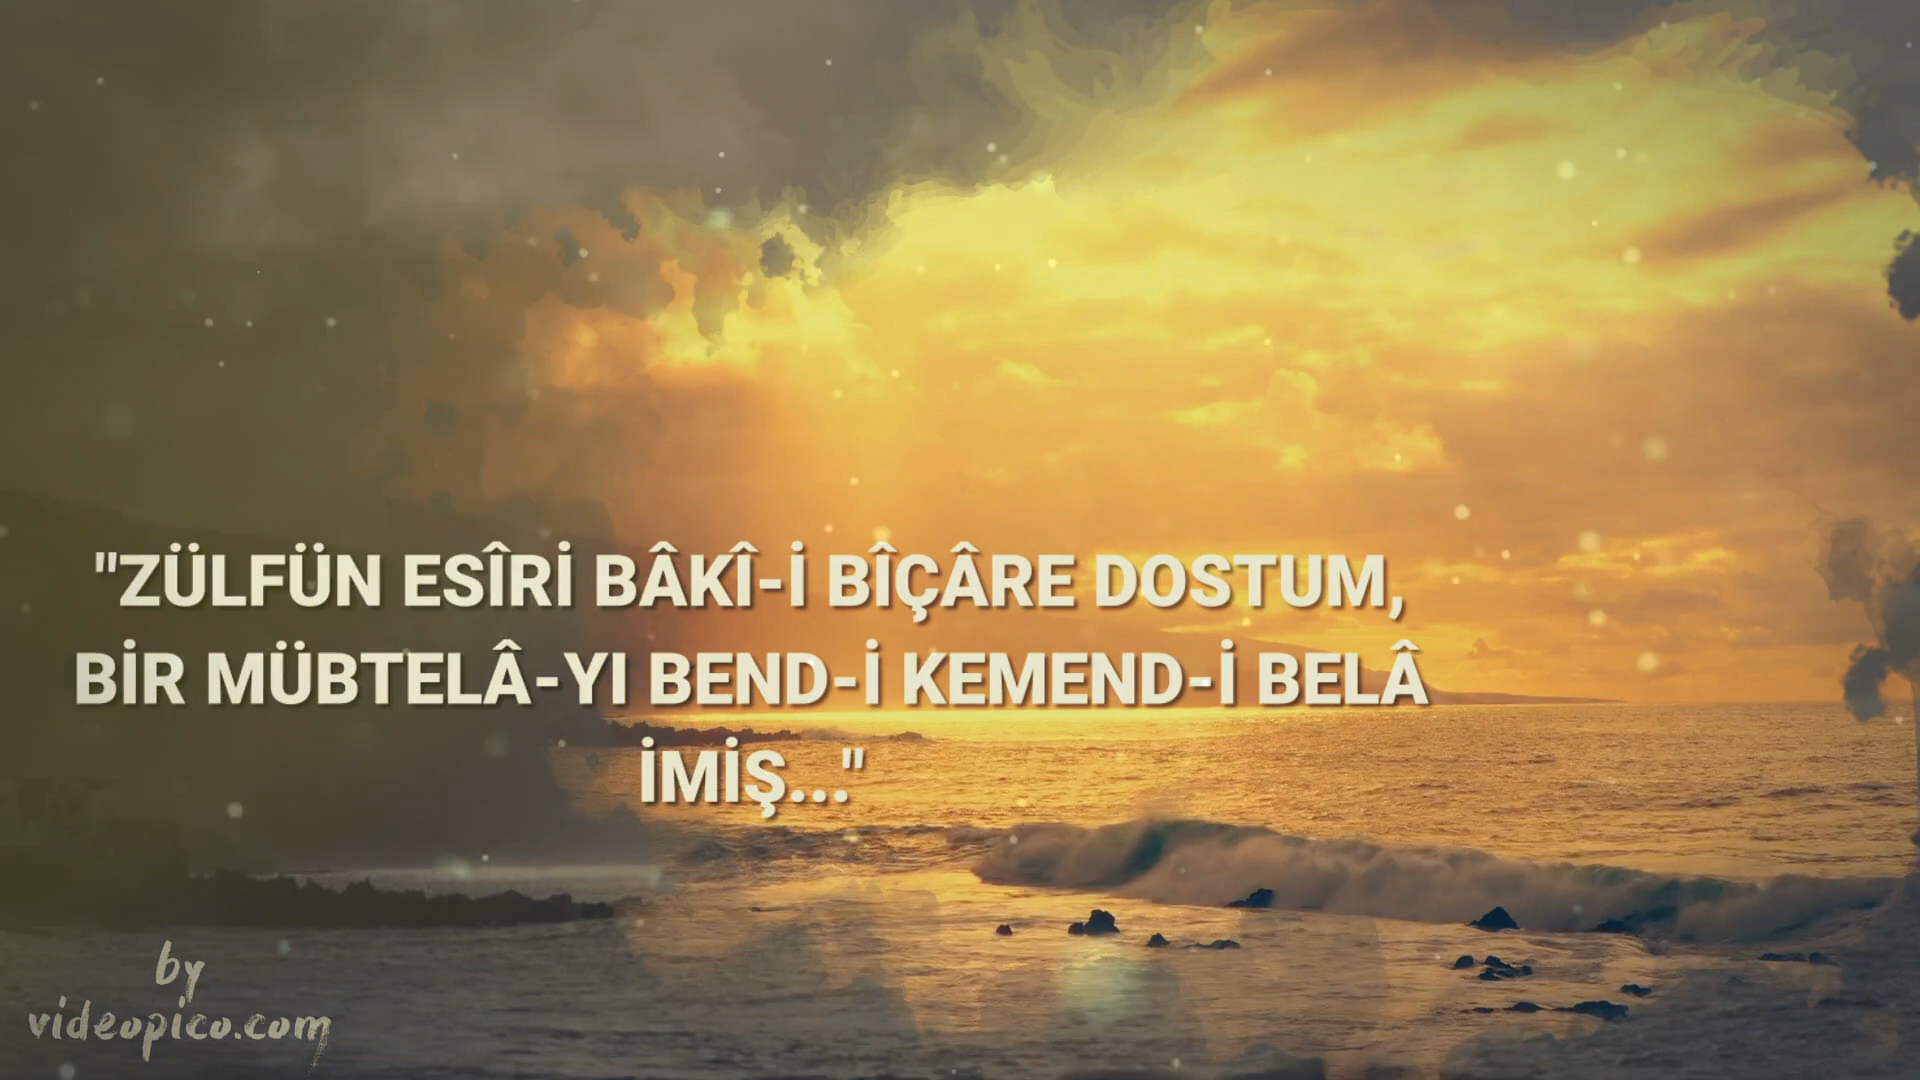 "ZÜLFÜN ESÎRİ BÂKÎ-İ BÎÇÂRE DOSTUM,
BİR MÜBTELÂ-YI BEND-İ KEMEND-İ BELÂ
İMİŞ..."
by
videopico.com